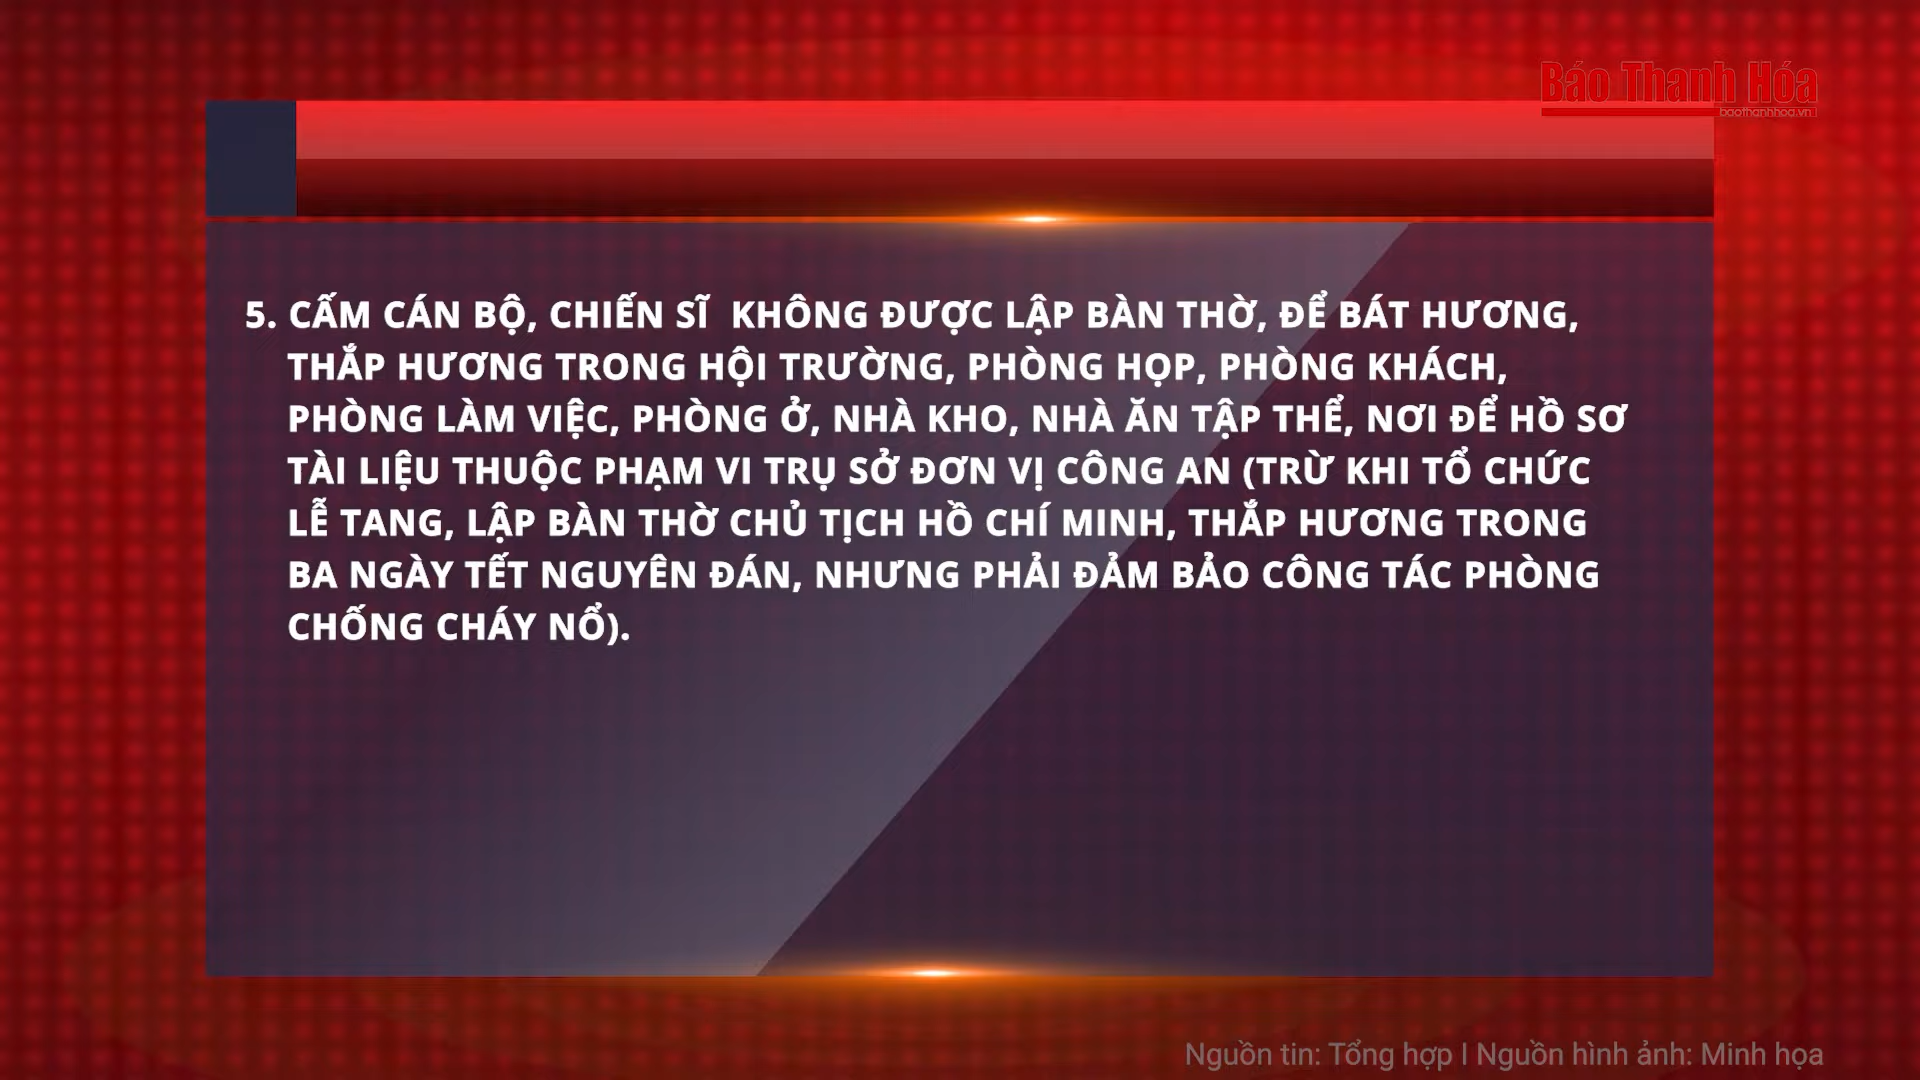 Báo Thanh Hóa
baothanhhoa.vn
5. CẤM CÁN BỘ, CHIẾN SĨ KHÔNG ĐƯỢC LẬP BÀN THỜ, ĐỂ BÁT HƯƠNG,
THẮP HƯƠNG TRONG HỘI TRƯỜNG, PHÒNG HỌP, PHÒNG KHÁCH,
PHÒNG LÀM VIỆC, PHÒNG Ở, NHÀ KHO, NHÀ ĂN TẬP THỂ, NƠI ĐỂ HỒ SƠ
TÀI LIỆU THUỘC PHẠM VI TRỤ SỞ ĐƠN VỊ CÔNG AN (TRỪ KHI TỔ CHỨC
LỄ TANG, LẬP BÀN THỜ CHỦ TỊCH HỒ CHÍ MINH, THẮP HƯƠNG TRONG
BA NGÀY TẾT NGUYÊN ĐÁN, NHƯNG PHẢI ĐẢM BẢO CÔNG TÁC PHÒNG
CHỐNG CHÁY NỔ).
Nguồn tin: Tổng hợp I Nguồn hình ảnh: Minh họa